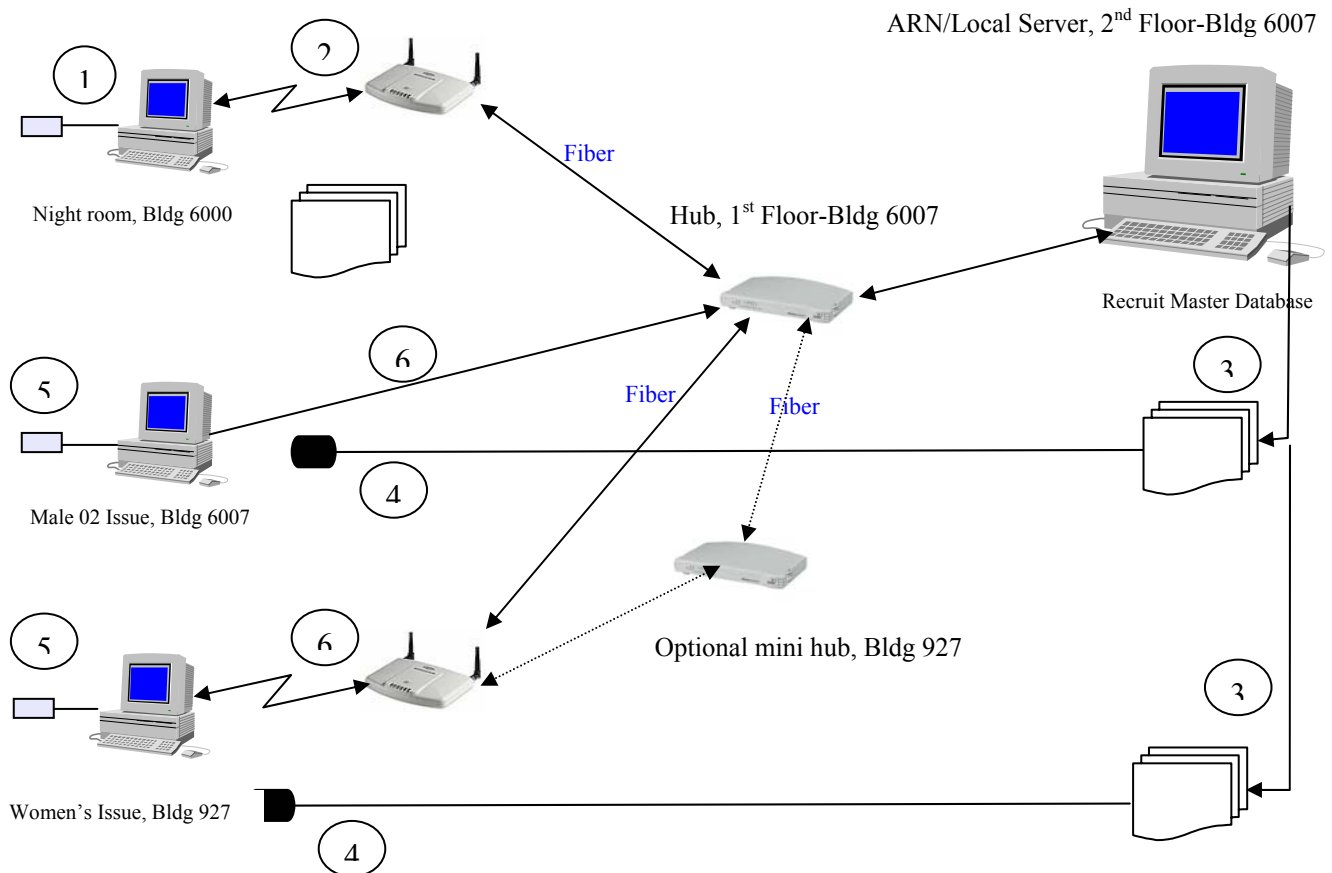 ARN/Local Server, 2nd Floor-Bldg 6007
1
2
Fiber
Night room, Bldg 6000
Hub, 1st Floor-Bldg 6007
Recruit Master Database
6
5
3
Fiber
Fiber
4
Male 02 Issue, Bldg 6007
5
6
Optional mini hub, Bldg 927
3
Women’s Issue, Bldg 927
4